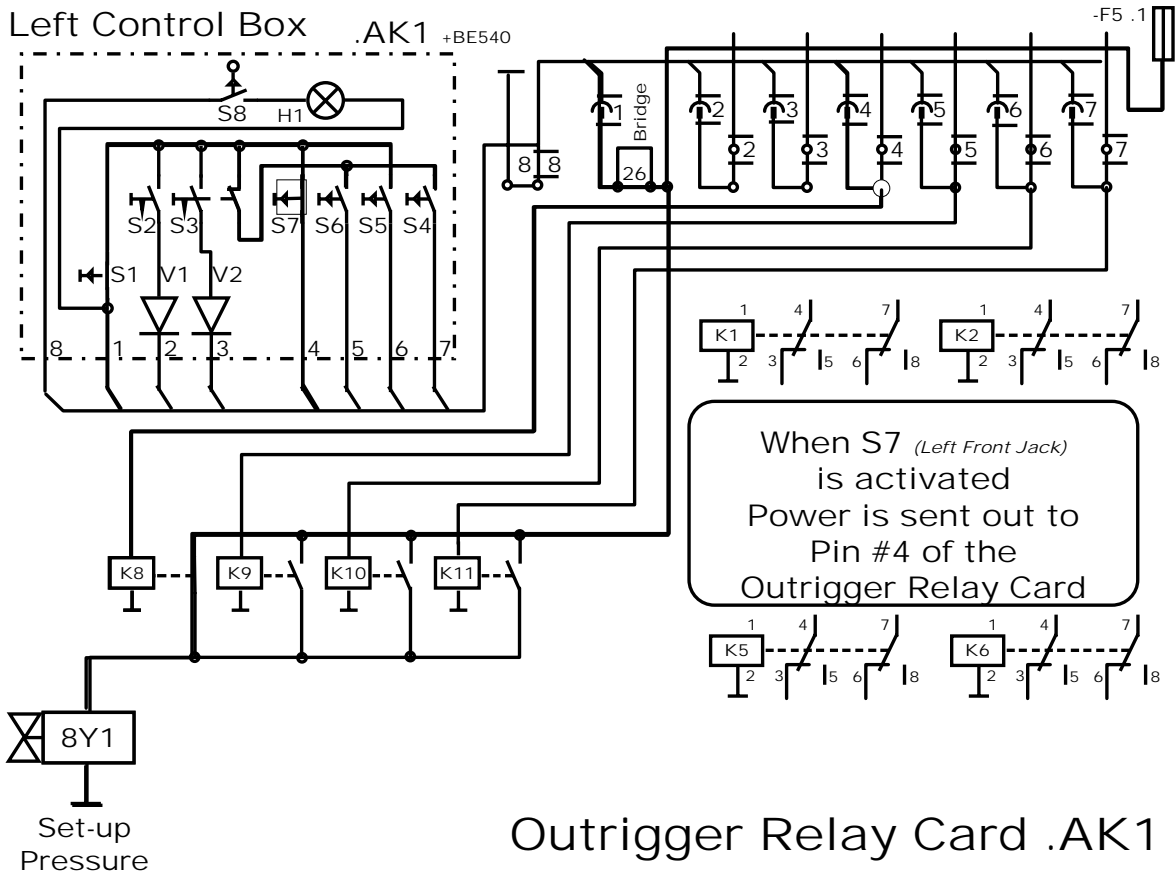 Left Control Box .AK1 +BE540
-F5 .1
S8 H1
1 Bridge 2 3 4 5 6 7
8 8 26 2 3 4 5 6 7
S2 S3 S7 S6 S5 S4
S1 V1 V2
8 1 2 3 4 5 6 7
1 4 7 1 4 7
K1 K2
2 3 5 6 8 2 3 5 6 8
When S7 (Left Front Jack)
is activated
Power is sent out to
Pin #4 of the
Outrigger Relay Card
K8 K9 K10 K11
1 4 7 1 4 7
K5 K6
2 3 5 6 8 2 3 5 6 8
8Y1
Set-up
Pressure
Outrigger Relay Card .AK1